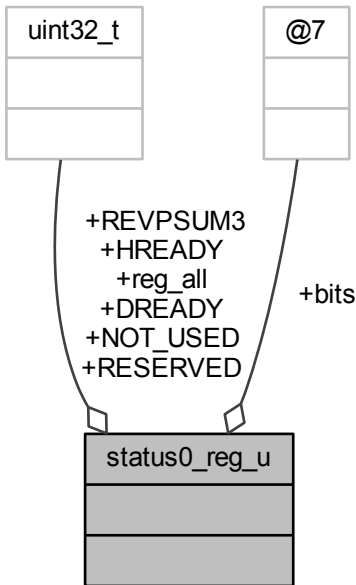 uint32_t
@7
+REVPSUM3
+HREADY
+reg_all
+DREADY
+NOT_USED
+RESERVED
+bits
status0_reg_u